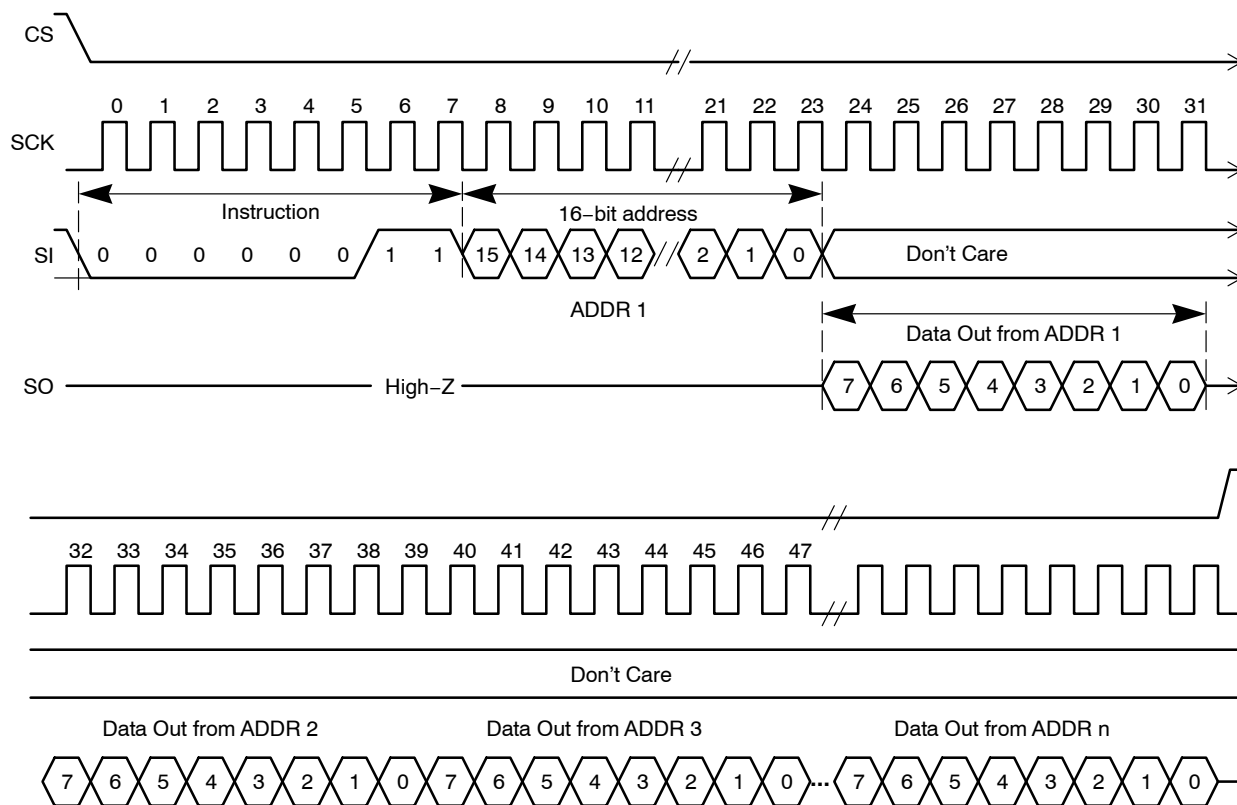 CS
0 1 2 3 4 5 6 7 8 9 10 11 21 22 23 24 25 26 27 28 29 30 31
SCK
Instruction 16−bit address
SI 0 0 0 0 0 0 1 1 15 14 13 12 2 1 0 Don't Care
ADDR 1
Data Out from ADDR 1
SO High−Z 7 6 5 4 3 2 1 0
32 33 34 35 36 37 38 39 40 41 42 43 44 45 46 47
Don't Care
Data Out from ADDR 2 Data Out from ADDR 3 Data Out from ADDR n
7 6 5 4 3 2 1 0 7 6 5 4 3 2 1 0 ... 7 6 5 4 3 2 1 0